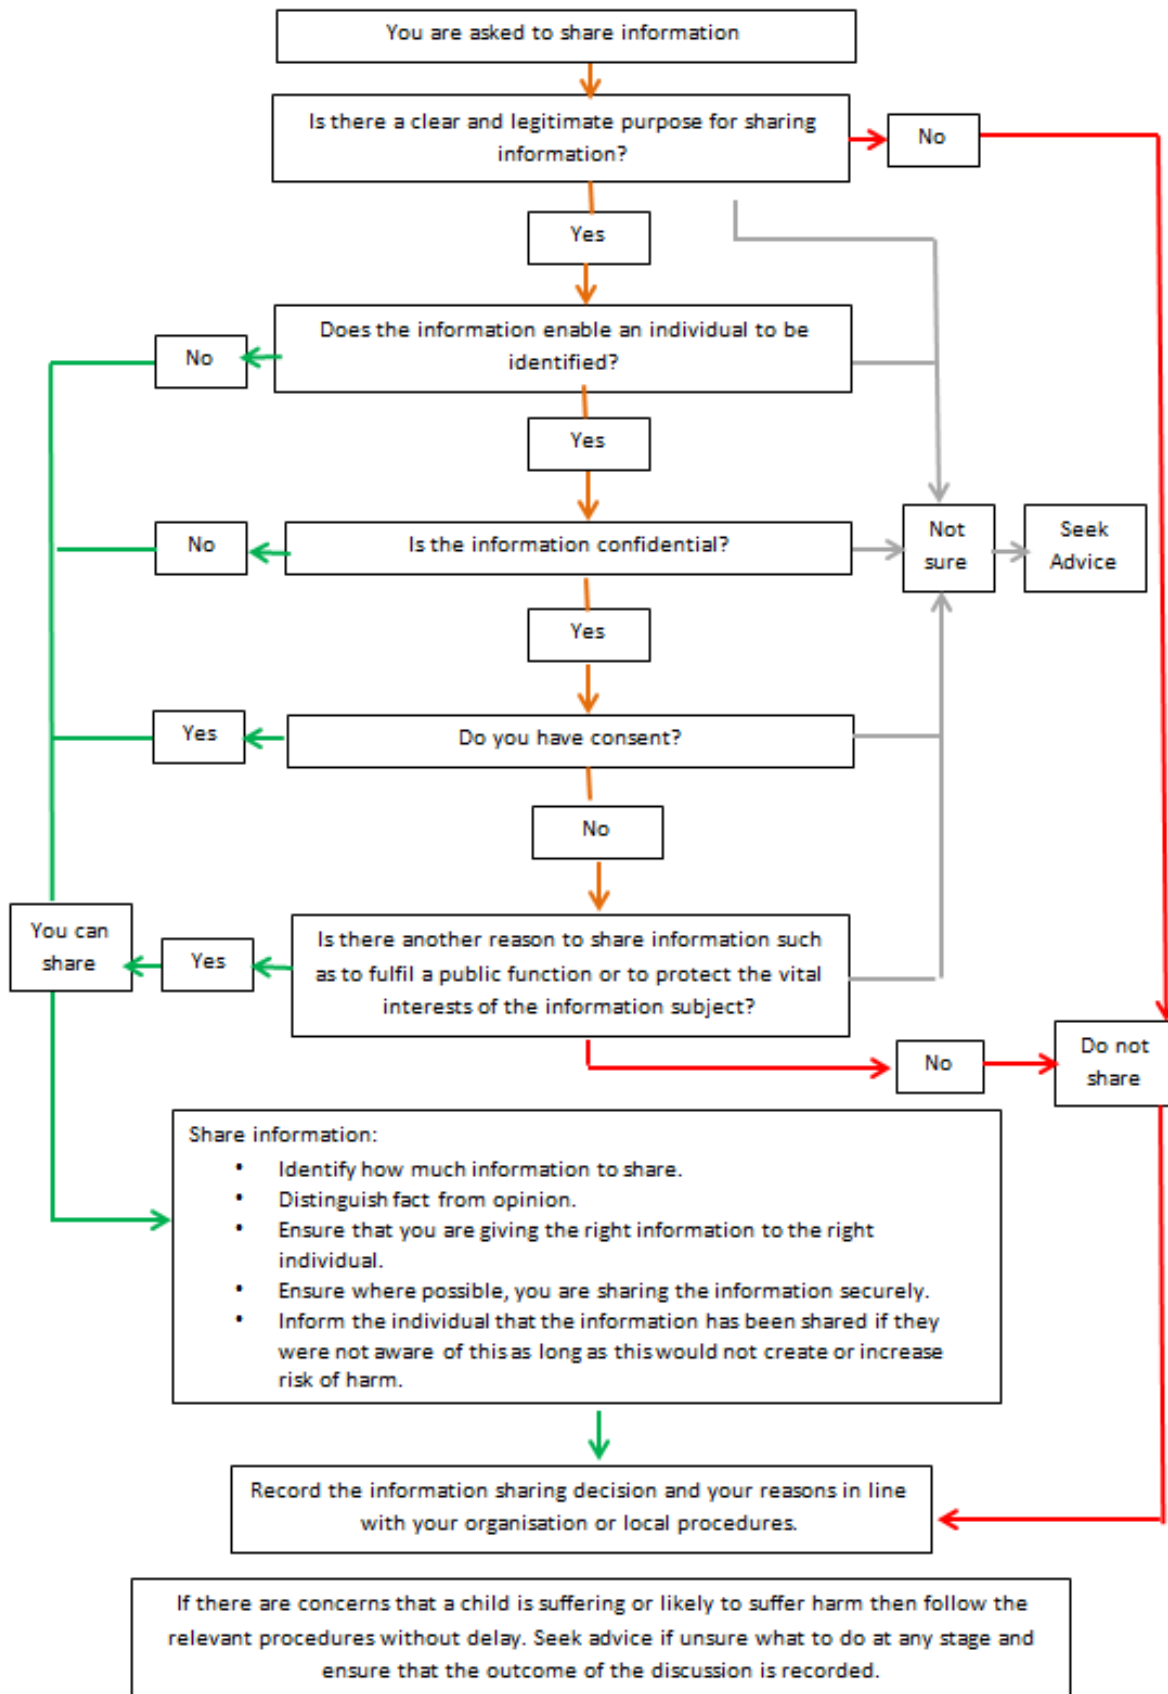 You are asked to share information
Is there a clear and legitimate purpose for sharing
information?
No
Yes
Does the information enable an individual to be
identified?
No
Yes
Is the information confidential?
No
Not
sure
Seek
Advice
Yes
Do you have consent?
Yes
No
Is there another reason to share information such
as to fulfil a public function or to protect the vital
interests of the information subject?
Yes
You can
share
No
Do not
share
Share information:
• Identify how much information to share.
• Distinguish fact from opinion.
• Ensure that you are giving the right information to the right
individual.
• Ensure where possible, you are sharing the information securely.
• Inform the individual that the information has been shared if they
were not aware of this as long as this would not create or increase
risk of harm.
Record the information sharing decision and your reasons in line
with your organisation or local procedures.
If there are concerns that a child is suffering or likely to suffer harm then follow the
relevant procedures without delay. Seek advice if unsure what to do at any stage and
ensure that the outcome of the discussion is recorded.